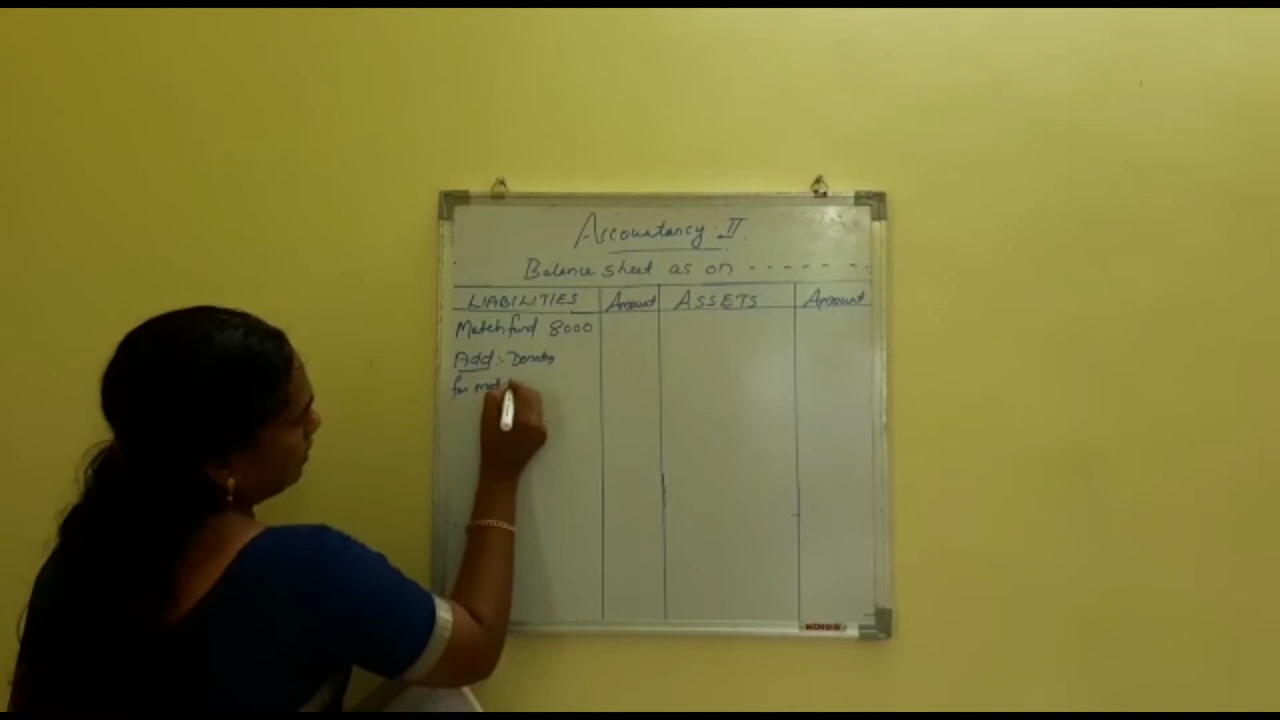 Accountancy - II
Balance sheet as on - - - - - - - - -
LIABILITIES Amount ASSETS Amount
Match fund 8000
Add :- Donation
for mat